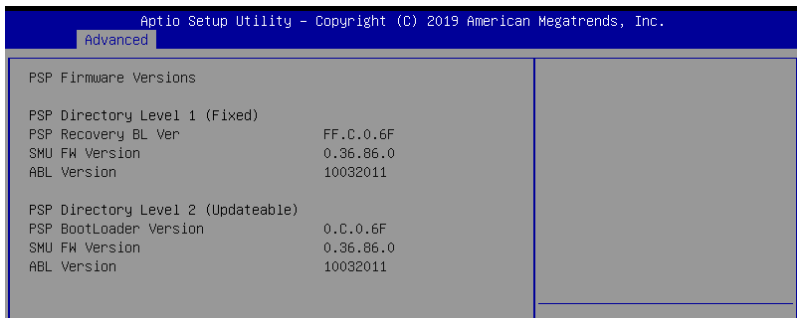 Aptio Setup Utility – Copyright (C) 2019 American Megatrends, Inc.
Advanced
PSP Firmware Versions
PSP Directory Level 1 (Fixed)
PSP Recovery BL Ver FF.C.0.6F
SMU FW Version 0.36.86.0
ABL Version 10032011
PSP Directory Level 2 (Updateable)
PSP BootLoader Version 0.C.0.6F
SMU FW Version 0.36.86.0
ABL Version 10032011